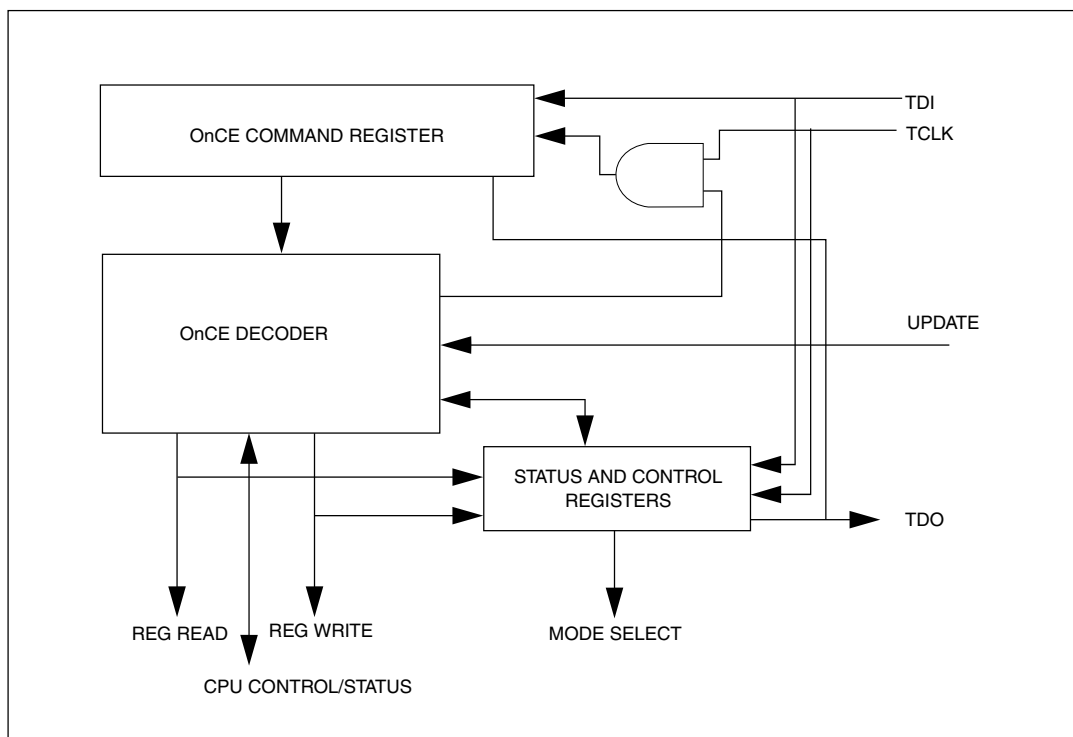 TDI
OnCE COMMAND REGISTER
TCLK
OnCE DECODER
UPDATE
STATUS AND CONTROL
REGISTERS
TDO
REG READ
REG WRITE
MODE SELECT
CPU CONTROL/STATUS